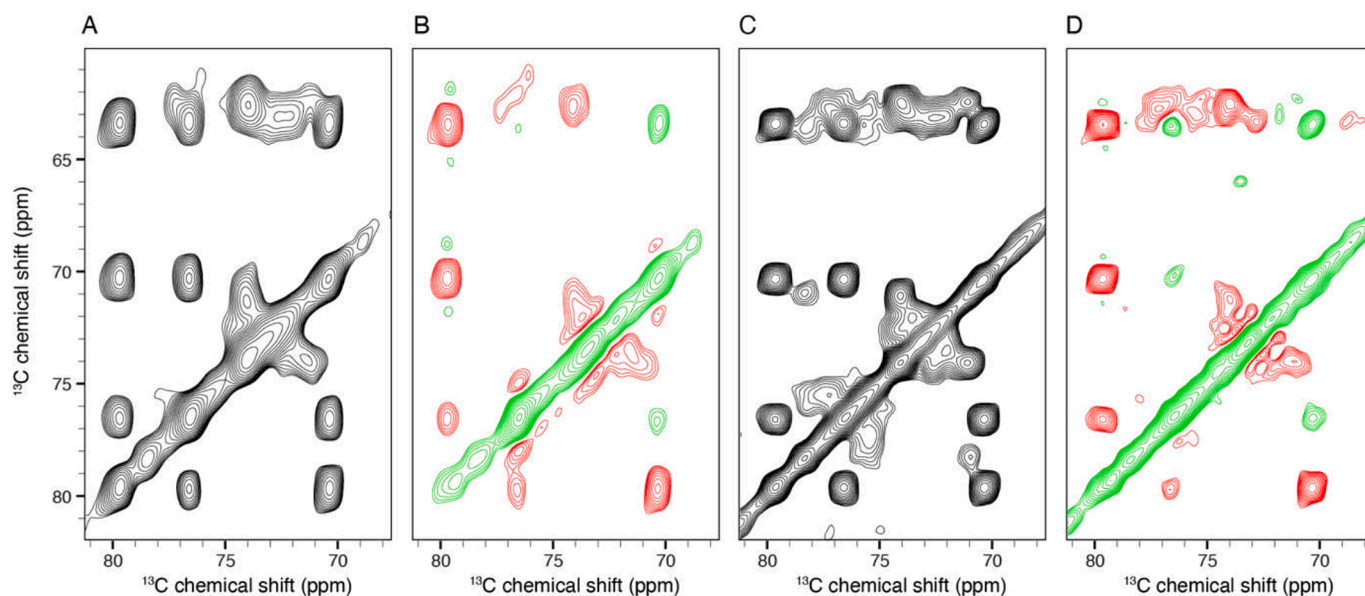 A
B
C
D
65
70
75
80
¹³C chemical shift (ppm)
80 75 70
80 75 70
80 75 70
80 75 70
¹³C chemical shift (ppm)
¹³C chemical shift (ppm)
¹³C chemical shift (ppm)
¹³C chemical shift (ppm)